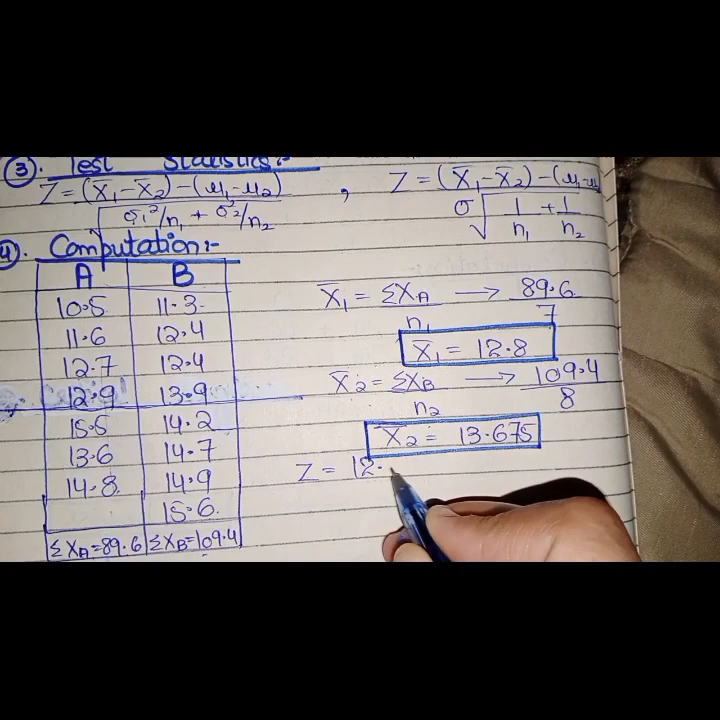 ③. Test Statistics:-
Z = (X̄₁-X̄₂)-(μ₁-μ₂) , Z = (X̄₁-X̄₂)-(μ₁-μ
√σ₁²/n₁ + σ²/n₂ σ√1/n₁ + 1/n₂
4). Computation:-
A B
10.5 11.3
11.6 12.4
12.7 12.4
12.9 13.9
15.5 14.2
13.6 14.7
14.8 14.9
15.6
ΣXA=89.6 ΣXB=109.4
X̄₁ = ΣXA/n₁ → 89.6/7
X̄₁ = 12.8
X̄₂ = ΣXB/n₂ → 109.4/8
X̄₂ = 13.675
Z = 12.